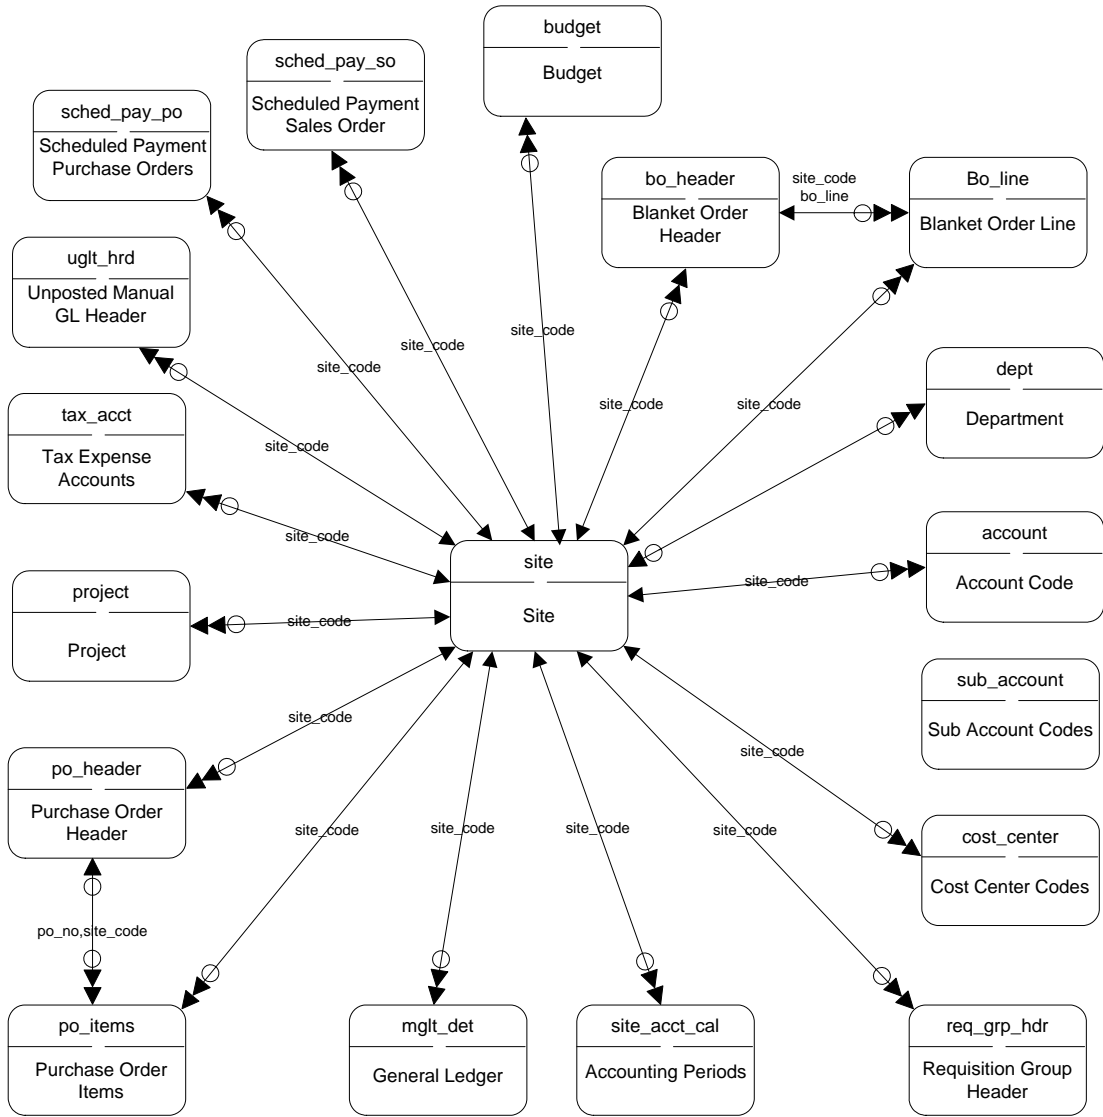 budget
Budget
sched_pay_so
Scheduled Payment
Sales Order
sched_pay_po
Scheduled Payment
Purchase Orders
bo_header
Blanket Order
Header
site_code
bo_line
Bo_line
Blanket Order Line
uglt_hrd
Unposted Manual
GL Header
site_code
site_code
site_code
site_code
site_code
dept
Department
tax_acct
Tax Expense
Accounts
site_code
site_code
account
Account Code
site
Site
site_code
project
Project
site_code
sub_account
Sub Account Codes
site_code
site_code
po_header
Purchase Order
Header
site_code
site_code
site_code
site_code
cost_center
Cost Center Codes
po_no,site_code
po_items
Purchase Order
Items
mglt_det
General Ledger
site_acct_cal
Accounting Periods
req_grp_hdr
Requisition Group
Header